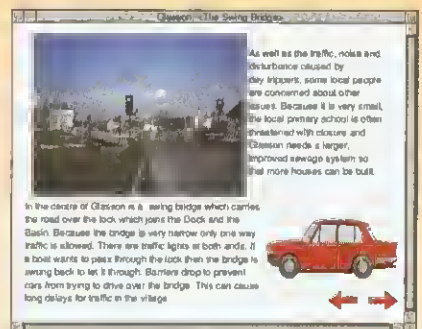 Glasson, <The Swing Bridge>
As well as the traffic, noise and
disturbance caused by
day trippers, some local people
are concerned about other
issues. Because it is very small,
the local primary school is often
threatened with closure and
Glasson needs a larger,
improved sewage system so
that more houses can be built
In the centre of Glasson is a swing bridge which carries
the road over the lock which joins the Dock and the
Basin. Because the bridge is very narrow only one way
traffic is allowed. There are traffic lights at both ends. If
a boat wants to pass through the lock then the bridge is
swung back to let it through. Barriers drop to prevent
cars from trying to drive over the bridge. This can cause
long delays for traffic in the village